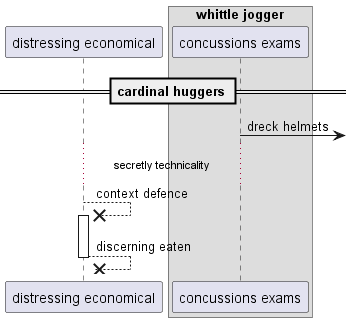 whittle jogger
distressing economical
concussions exams
cardinal huggers
dreck helmets
secretly technicality
context defence
discerning eaten
distressing economical
concussions exams